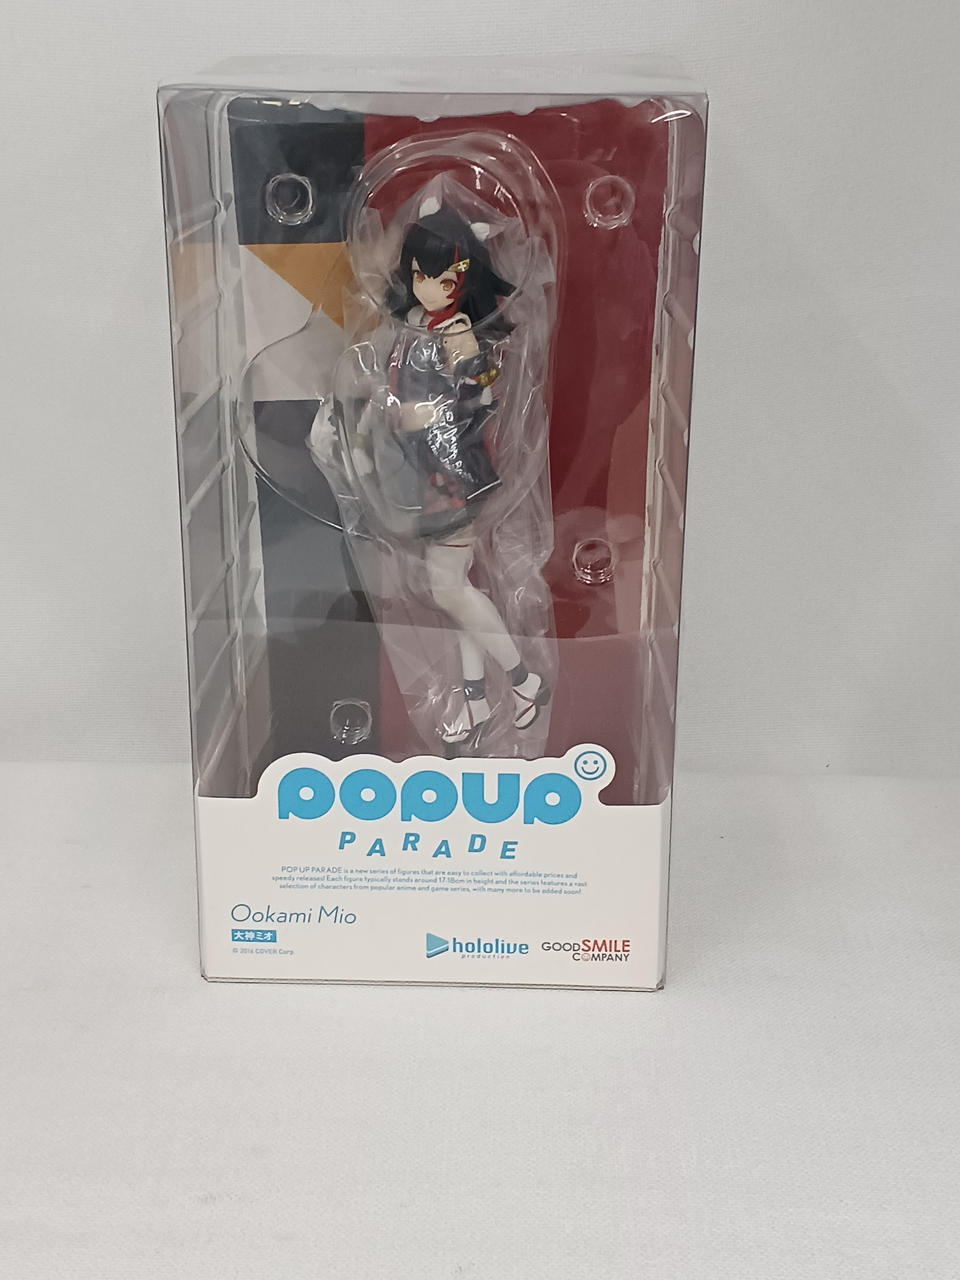 POPUP
PARADE
POP UP PARADE is a new series of figures that are easy to collect with affordable prices and
speedy releases! Each figure typically stands around 17-18cm in height and the series features a vast
selection of characters from popular anime and game series, with many more to be added soon!
Ookami Mio
大神ミオ
© 2016 COVER Corp.
hololive
production
GOOD SMILE
COMPANY